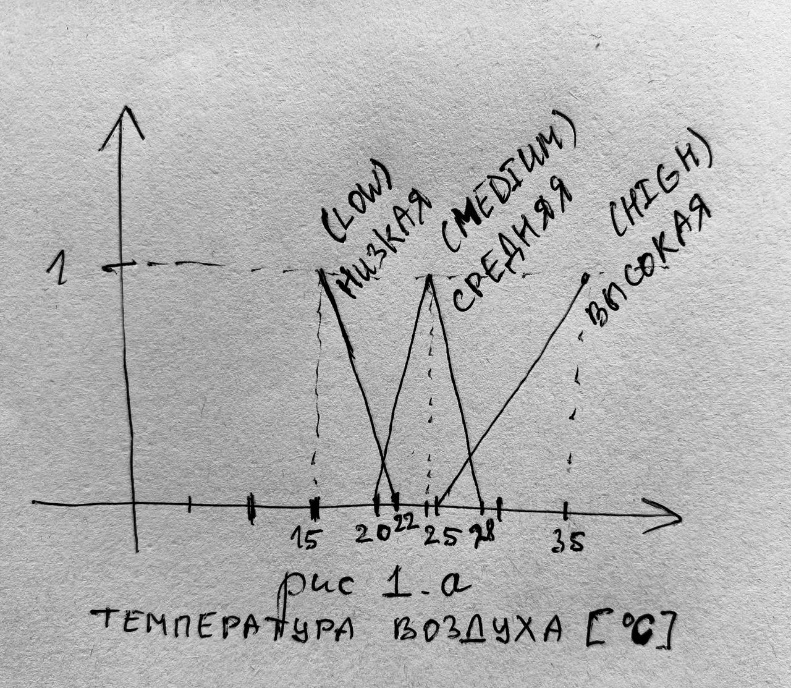 (LOW)
НИЗКАЯ
(MEDIUM)
СРЕДНЯЯ
(HIGH)
ВЫСОКАЯ
1
15 20 22 25 28 35
рис 1.а
ТЕМПЕРАТУРА ВОЗДУХА [°C]